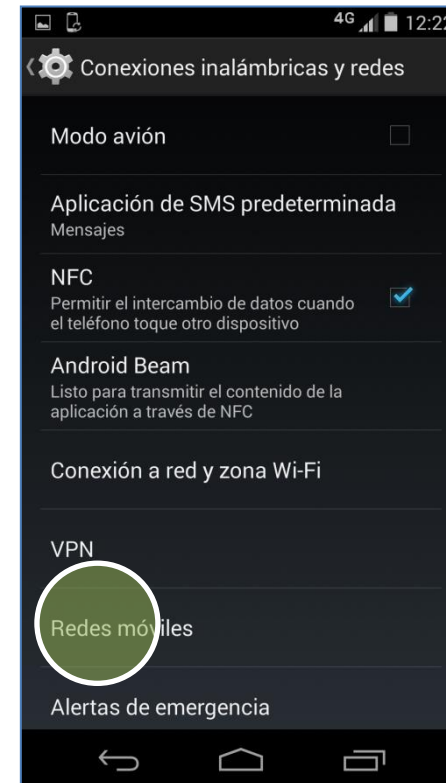 4G 12:22
Conexiones inalámbricas y redes
Modo avión
Aplicación de SMS predeterminada
Mensajes
NFC
Permitir el intercambio de datos cuando
el teléfono toque otro dispositivo
Android Beam
Listo para transmitir el contenido de la
aplicación a través de NFC
Conexión a red y zona Wi-Fi
VPN
Redes móviles
Alertas de emergencia